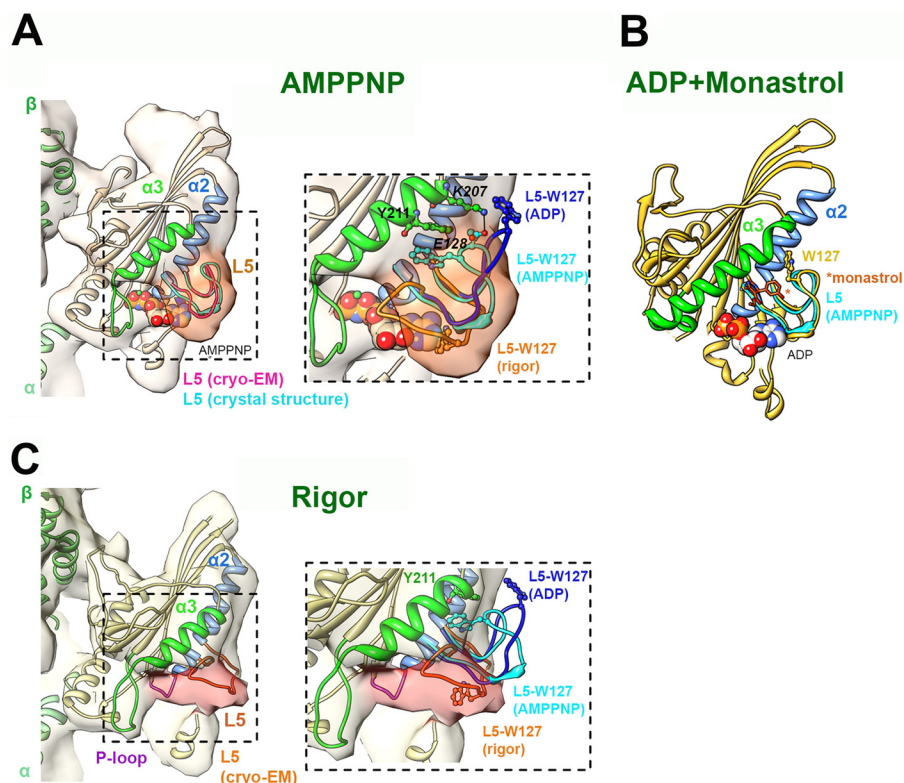 A
AMPPNP
β
α3
α2
L5
α
AMPPNP
L5 (cryo-EM)
L5 (crystal structure)
K207
Y211
E128
L5-W127
(ADP)
L5-W127
(AMPPNP)
L5-W127
(rigor)
B
ADP+Monastrol
α3
α2
W127
*monastrol
*
L5
(AMPPNP)
ADP
C
Rigor
β
α2
α3
L5
α
P-loop
L5
(cryo-EM)
Y211
L5-W127
(ADP)
L5-W127
(AMPPNP)
L5-W127
(rigor)